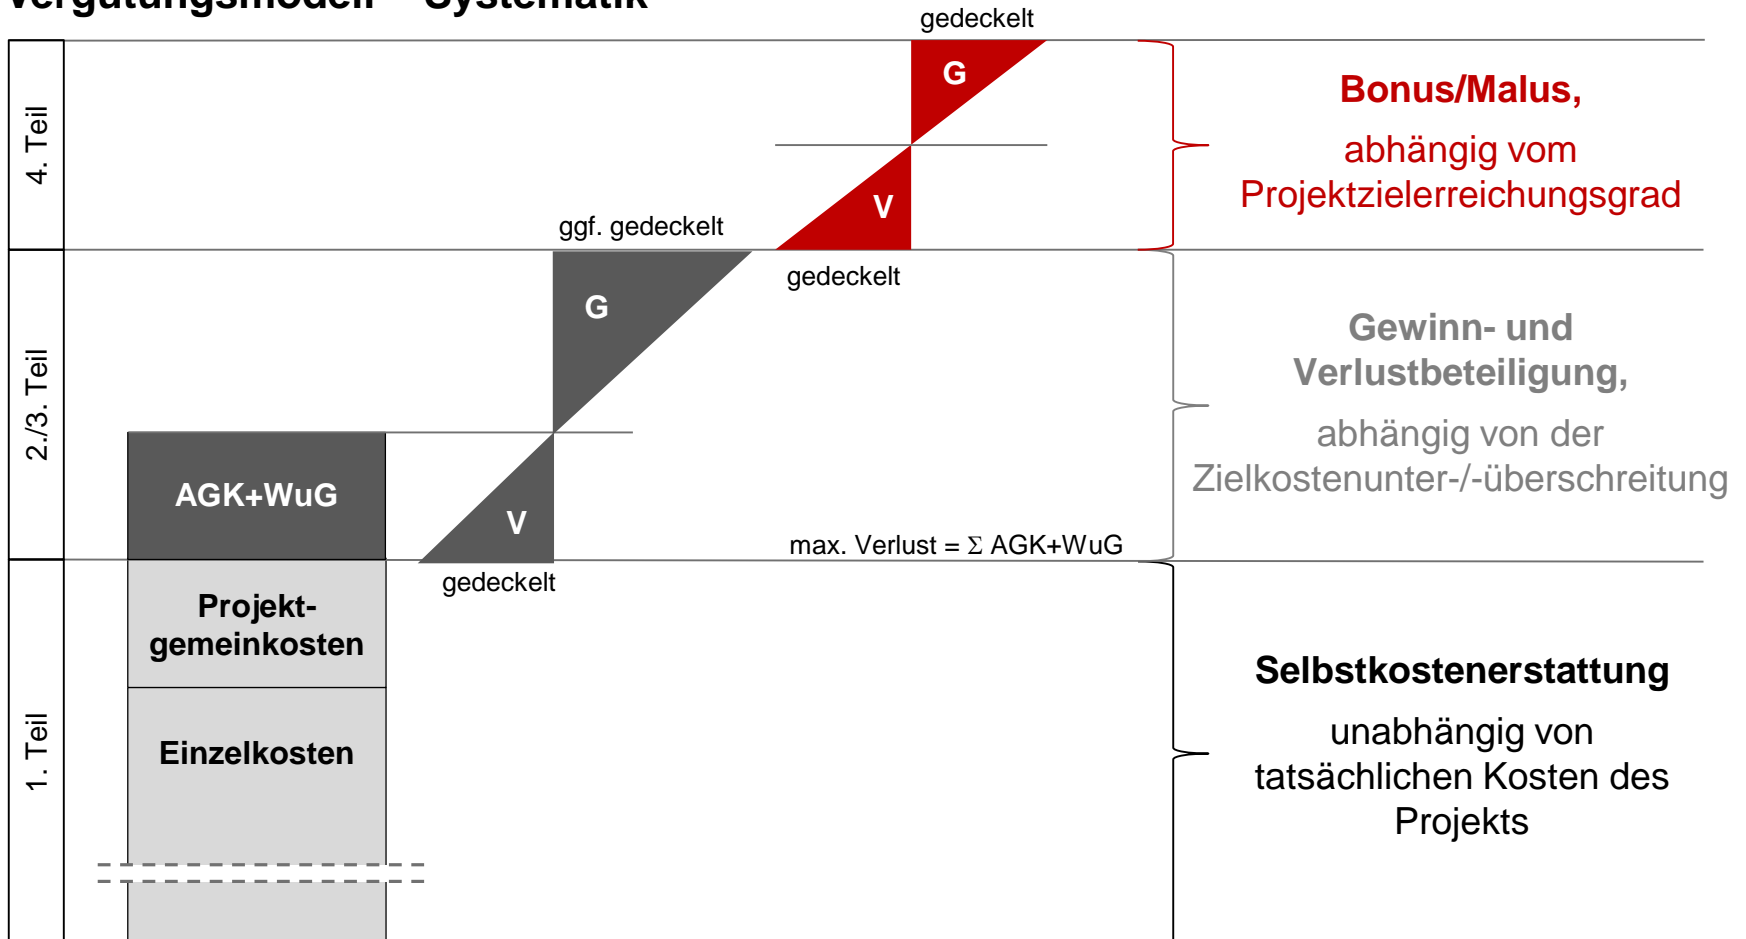 Vergütungsmodell – Systematik
gedeckelt
4. Teil
G
V
Bonus/Malus,
abhängig vom
Projektzielerreichungsgrad
ggf. gedeckelt
gedeckelt
2./3. Teil
G
V
AGK+WuG
Gewinn- und
Verlustbeteiligung,
abhängig von der
Zielkostenunter-/-überschreitung
max. Verlust = Σ AGK+WuG
gedeckelt
1. Teil
Projekt-
gemeinkosten
Einzelkosten
Selbstkostenerstattung
unabhängig von
tatsächlichen Kosten des
Projekts